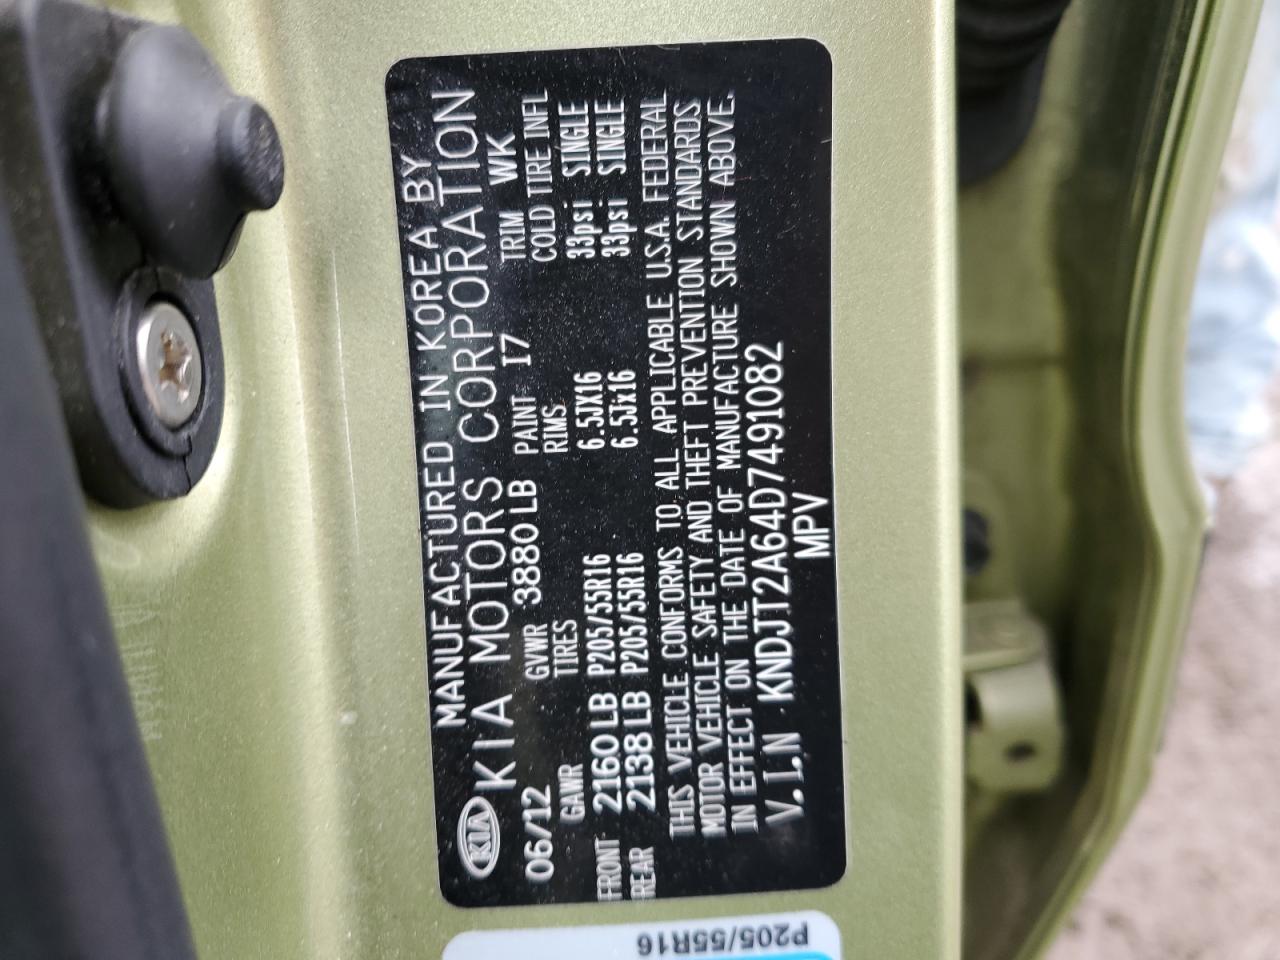 MANUFACTURED IN KOREA BY
KIA KIA MOTORS CORPORATION
06/12 GVWR 3880 LB PAINT I7 TRIM WK
GAWR TIRES RIMS COLD TIRE INFL
FRONT 2160 LB P205/55R16 6.5JX16 33psi SINGLE
REAR 2138 LB P205/55R16 6.5Jx16 33psi SINGLE
THIS VEHICLE CONFORMS TO ALL APPLICABLE U.S.A. FEDERAL
MOTOR VEHICLE SAFETY AND THEFT PREVENTION STANDARDS
IN EFFECT ON THE DATE OF MANUFACTURE SHOWN ABOVE.
V.I.N KNDJT2A64D7491082
MPV
P205/55R16